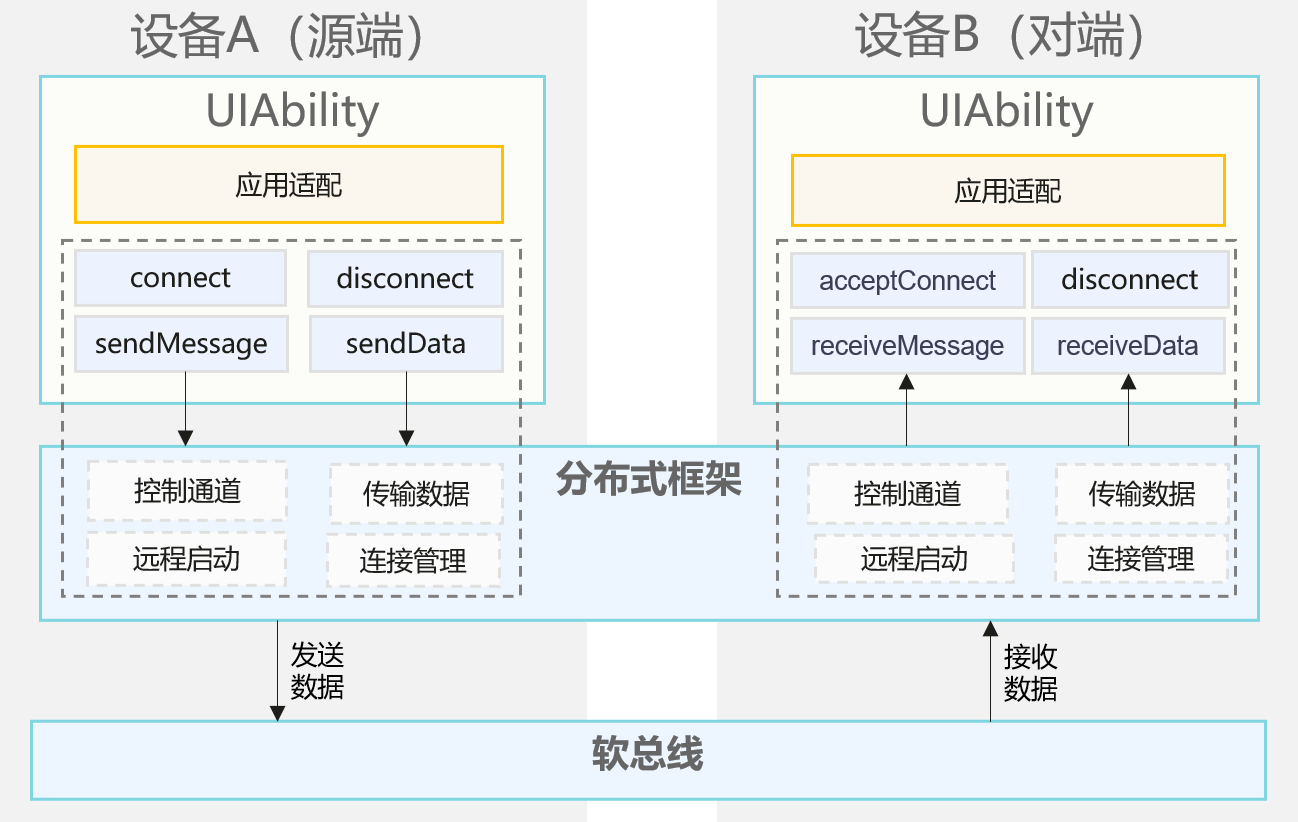 设备A（源端）
UIAbility
应用适配
connect
disconnect
sendMessage
sendData
设备B（对端）
UIAbility
应用适配
acceptConnect
disconnect
receiveMessage
receiveData
分布式框架
控制通道
传输数据
远程启动
连接管理
控制通道
传输数据
远程启动
连接管理
发送
数据
接收
数据
软总线